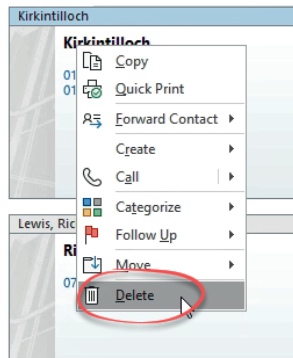 Kirkintilloch
Kirkintilloch
01
01
Copy
Quick Print
Forward Contact
Create
Call
Categorize
Follow Up
Lewis, Ric
Ri
Move
07
Delete